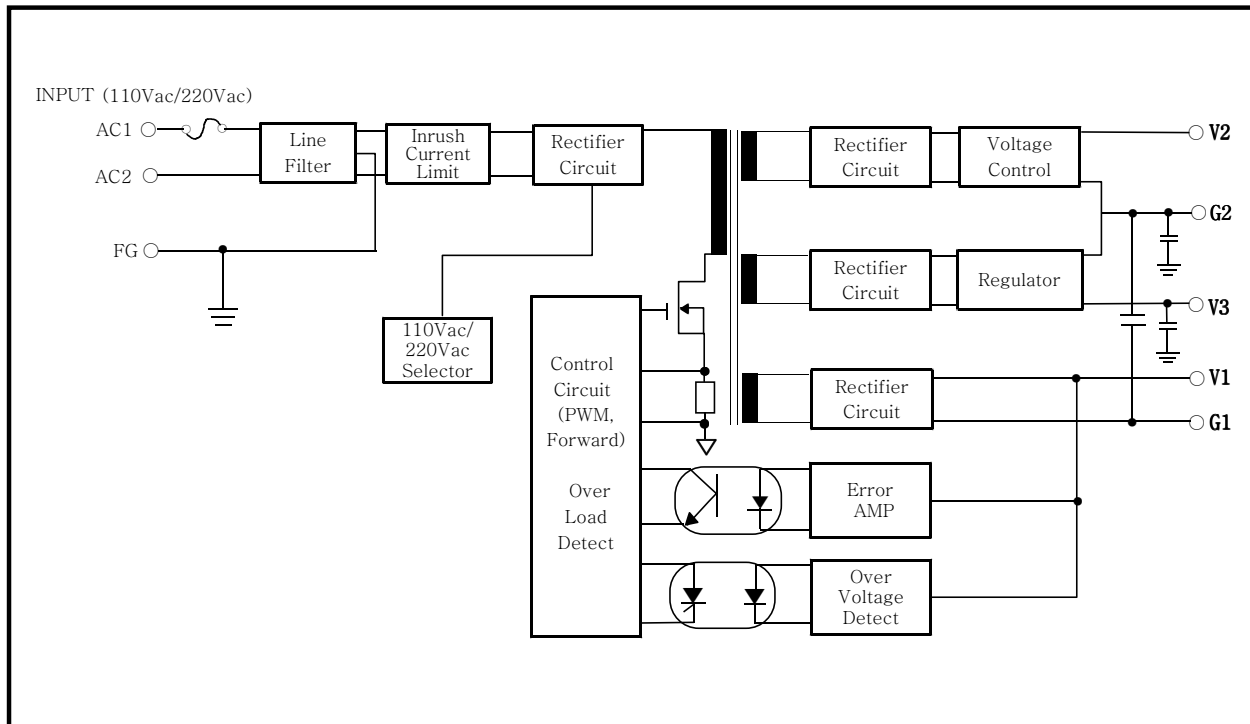 INPUT (110Vac/220Vac)
AC1
AC2
FG
Line
Filter
Inrush
Current
Limit
Rectifier
Circuit
110Vac/
220Vac
Selector
Control
Circuit
(PWM,
Forward)
Over
Load
Detect
Rectifier
Circuit
Voltage
Control
V2
G2
Rectifier
Circuit
Regulator
V3
Rectifier
Circuit
V1
G1
Error
AMP
Over
Voltage
Detect